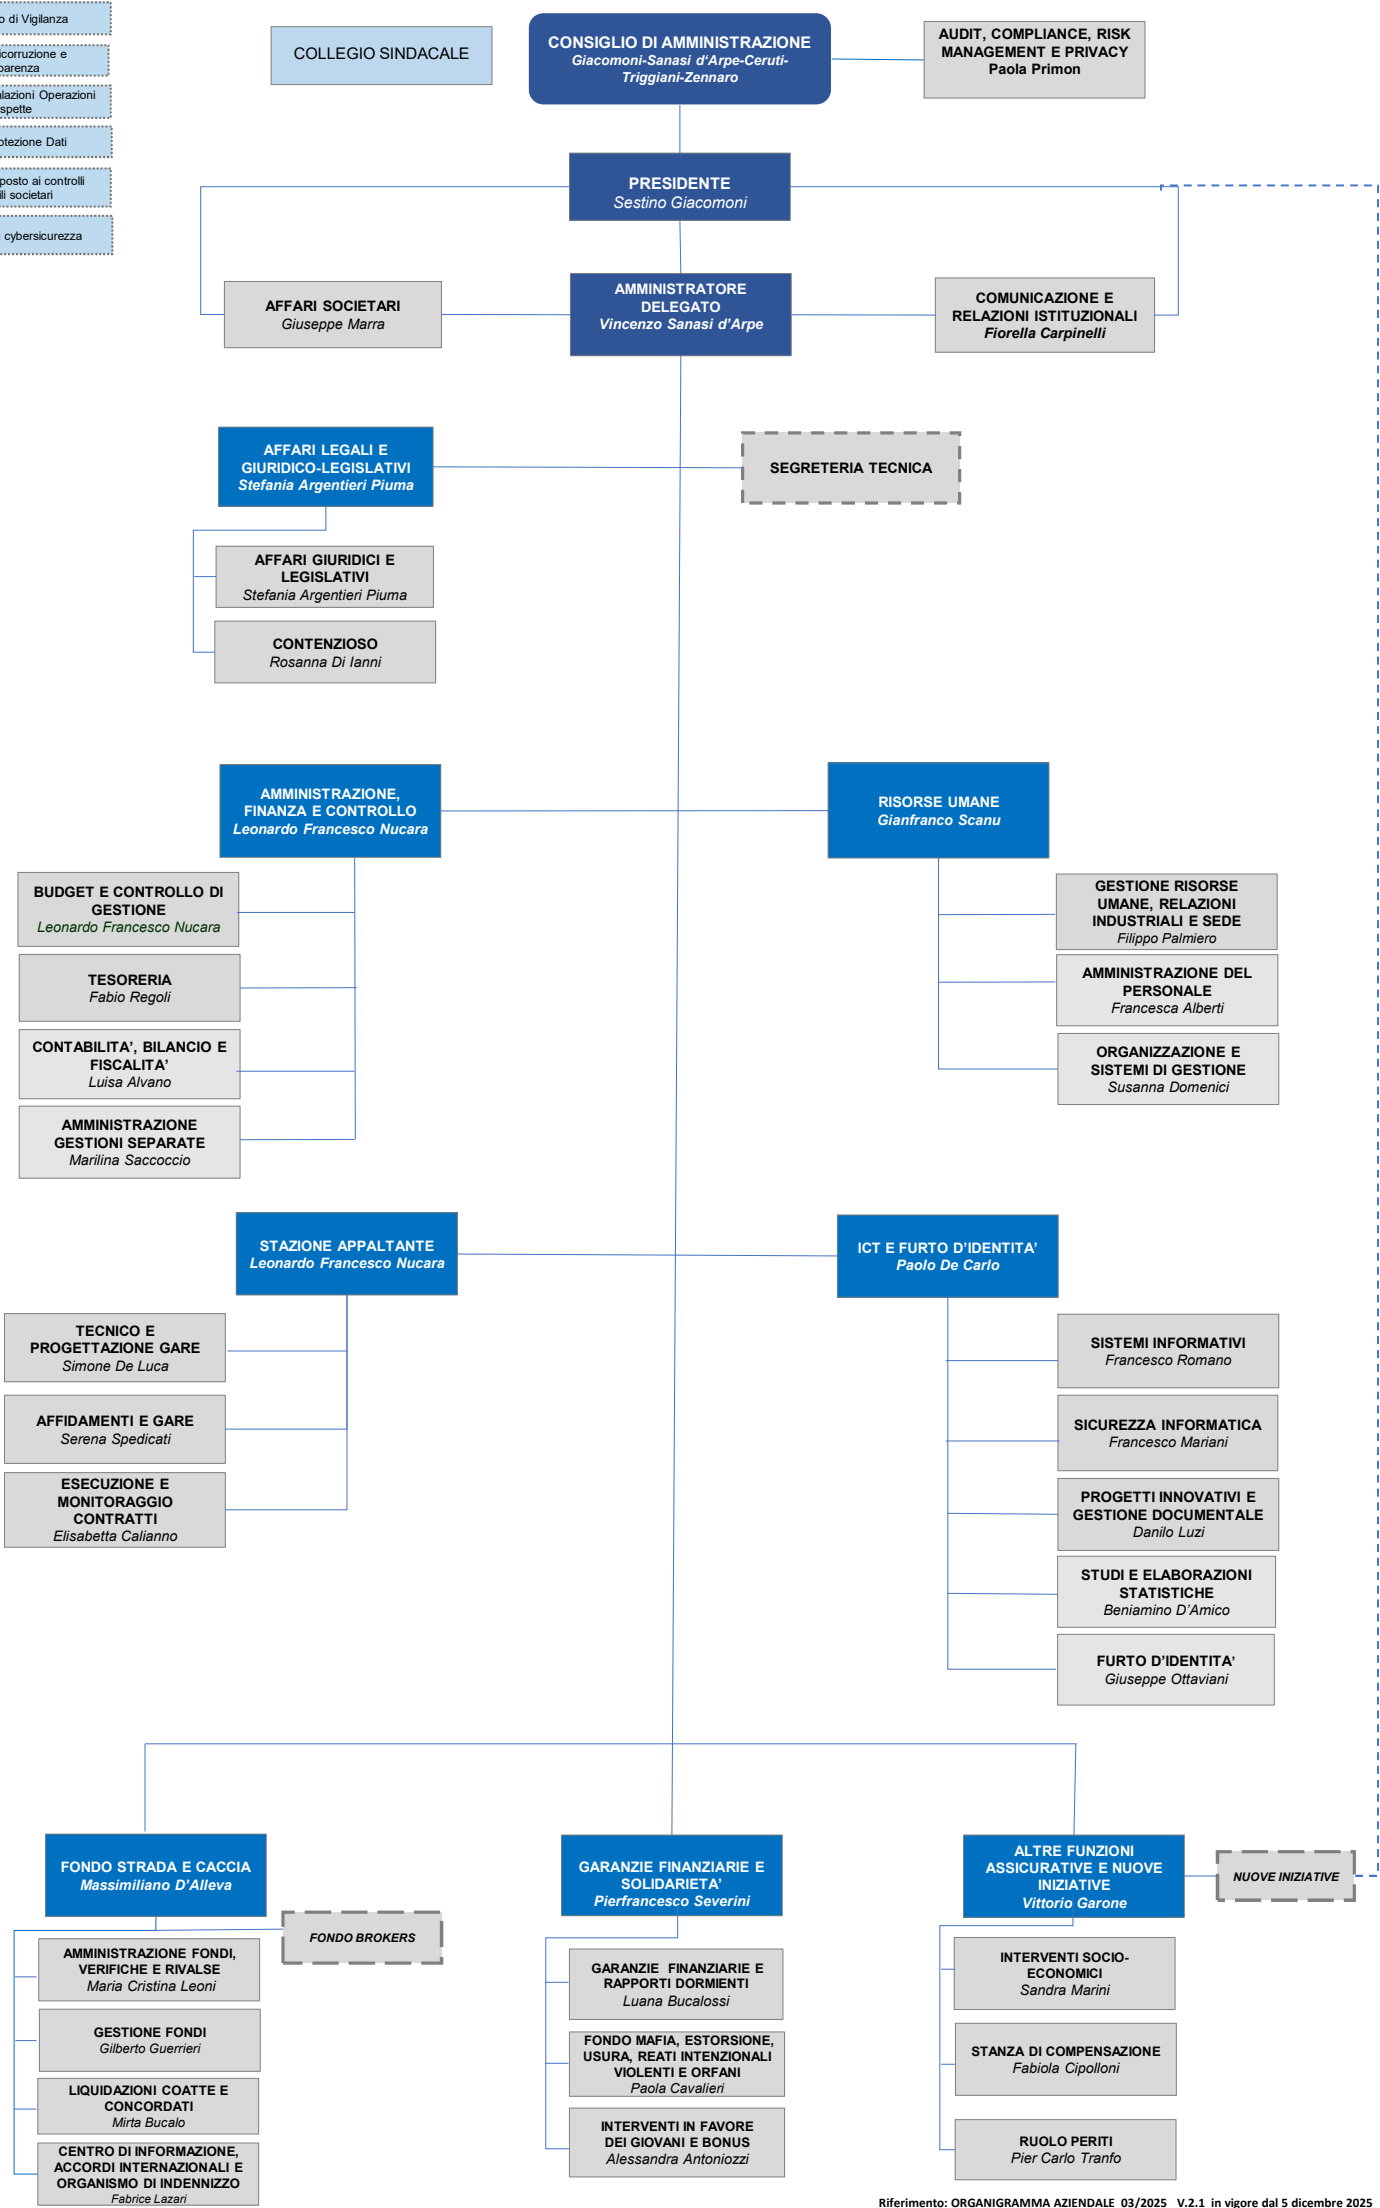 o di Vigilanza
icorruzione e
parenza
alazioni Operazioni
spette
otezione Dati
posto ai controlli
ili societari
cybersicurezza
COLLEGIO SINDACALE
CONSIGLIO DI AMMINISTRAZIONE
Giacomoni-Sanasi d'Arpe-Ceruti-
Triggiani-Zennaro
AUDIT, COMPLIANCE, RISK
MANAGEMENT E PRIVACY
Paola Primon
PRESIDENTE
Sestino Giacomoni
AFFARI SOCIETARI
Giuseppe Marra
AMMINISTRATORE
DELEGATO
Vincenzo Sanasi d'Arpe
COMUNICAZIONE E
RELAZIONI ISTITUZIONALI
Fiorella Carpinelli
AFFARI LEGALI E
GIURIDICO-LEGISLATIVI
Stefania Argentieri Piuma
SEGRETERIA TECNICA
AFFARI GIURIDICI E
LEGISLATIVI
Stefania Argentieri Piuma
CONTENZIOSO
Rosanna Di Ianni
AMMINISTRAZIONE,
FINANZA E CONTROLLO
Leonardo Francesco Nucara
RISORSE UMANE
Gianfranco Scanu
BUDGET E CONTROLLO DI
GESTIONE
Leonardo Francesco Nucara
TESORERIA
Fabio Regoli
CONTABILITA', BILANCIO E
FISCALITA'
Luisa Alvano
AMMINISTRAZIONE
GESTIONI SEPARATE
Marilina Saccoccio
GESTIONE RISORSE
UMANE, RELAZIONI
INDUSTRIALI E SEDE
Filippo Palmiero
AMMINISTRAZIONE DEL
PERSONALE
Francesca Alberti
ORGANIZZAZIONE E
SISTEMI DI GESTIONE
Susanna Domenici
STAZIONE APPALTANTE
Leonardo Francesco Nucara
ICT E FURTO D'IDENTITA'
Paolo De Carlo
TECNICO E
PROGETTAZIONE GARE
Simone De Luca
AFFIDAMENTI E GARE
Serena Spedicati
ESECUZIONE E
MONITORAGGIO
CONTRATTI
Elisabetta Calianno
SISTEMI INFORMATIVI
Francesco Romano
SICUREZZA INFORMATICA
Francesco Mariani
PROGETTI INNOVATIVI E
GESTIONE DOCUMENTALE
Danilo Luzi
STUDI E ELABORAZIONI
STATISTICHE
Beniamino D'Amico
FURTO D'IDENTITA'
Giuseppe Ottaviani
FONDO STRADA E CACCIA
Massimiliano D'Alleva
FONDO BROKERS
AMMINISTRAZIONE FONDI,
VERIFICHE E RIVALSE
Maria Cristina Leoni
GESTIONE FONDI
Gilberto Guerrieri
LIQUIDAZIONI COATTE E
CONCORDATI
Mirta Bucalo
CENTRO DI INFORMAZIONE,
ACCORDI INTERNAZIONALI E
ORGANISMO DI INDENNIZZO
Fabrice Lazari
GARANZIE FINANZIARIE E
SOLIDARIETA'
Pierfrancesco Severini
GARANZIE FINANZIARIE E
RAPPORTI DORMIENTI
Luana Bucalossi
FONDO MAFIA, ESTORSIONE,
USURA, REATI INTENZIONALI
VIOLENTI E ORFANI
Paola Cavalieri
INTERVENTI IN FAVORE
DEI GIOVANI E BONUS
Alessandra Antoniozzi
ALTRE FUNZIONI
ASSICURATIVE E NUOVE
INIZIATIVE
Vittorio Garone
NUOVE INIZIATIVE
INTERVENTI SOCIO-
ECONOMICI
Sandra Marini
STANZA DI COMPENSAZIONE
Fabiola Cipolloni
RUOLO PERITI
Pier Carlo Tranfo
Riferimento: ORGANIGRAMMA AZIENDALE 03/2025 V.2.1 in vigore dal 5 dicembre 2025